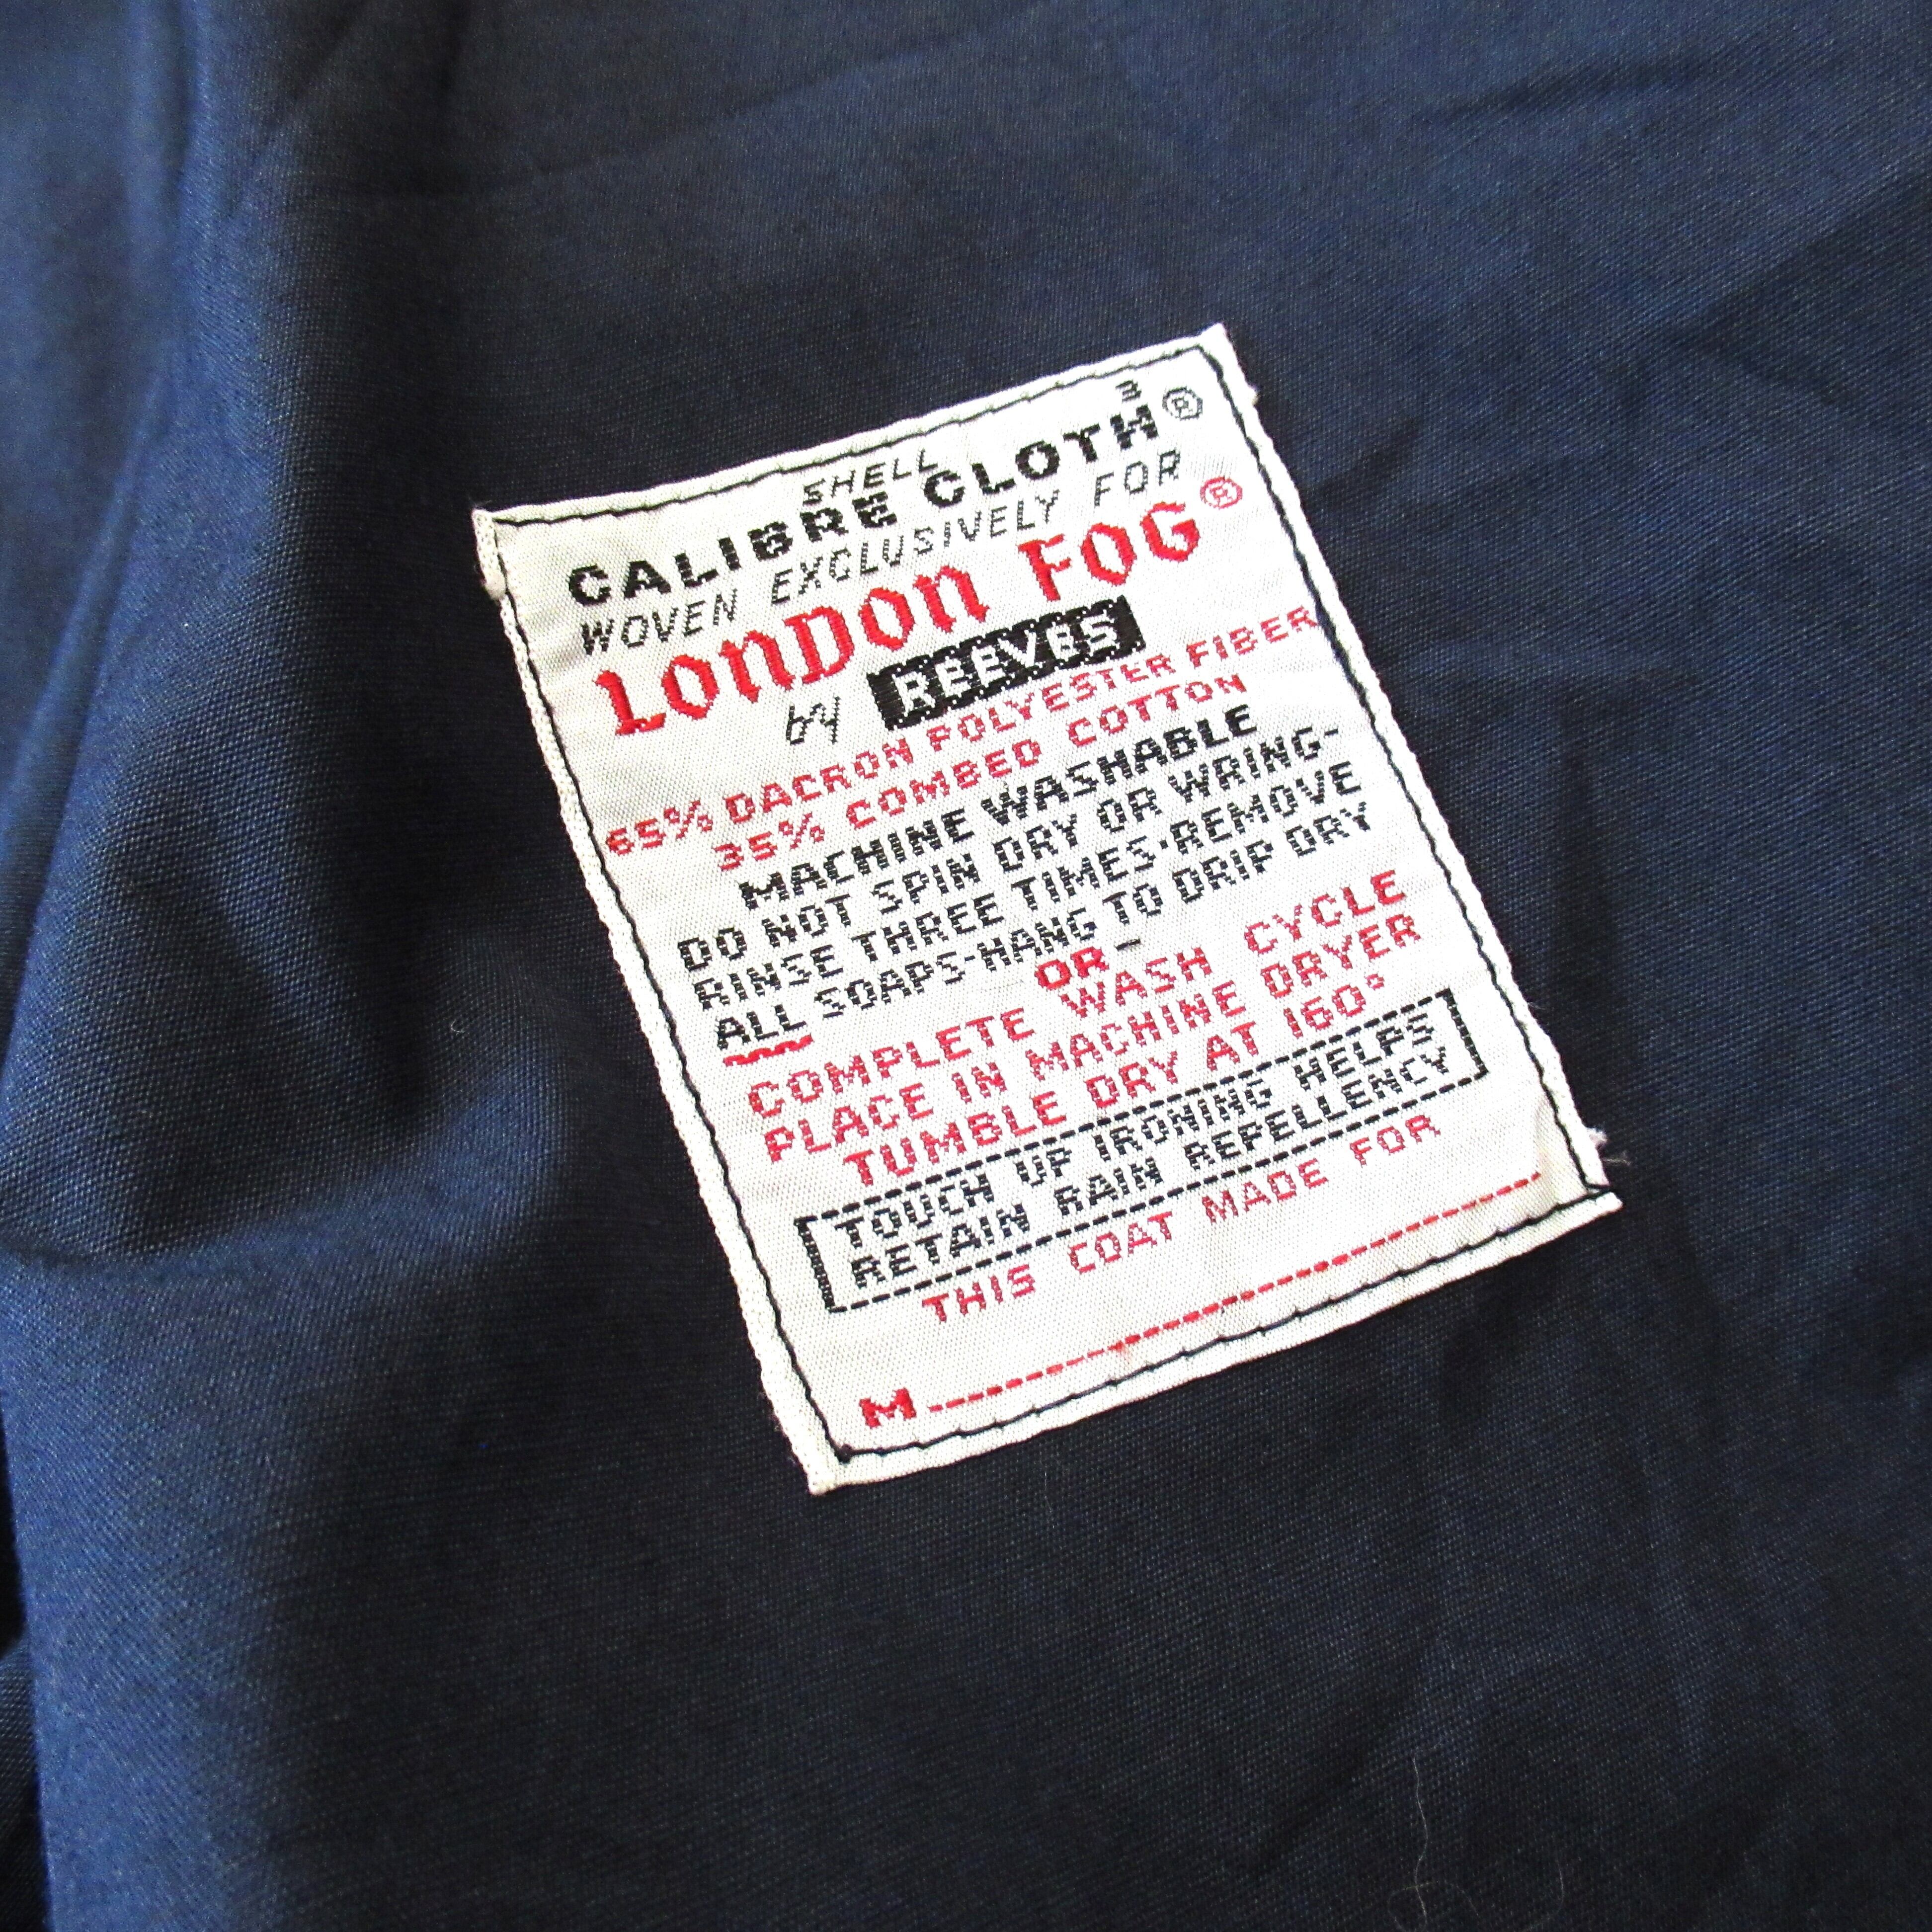 SHELL
CALIBRE CLOTH³®
WOVEN EXCLUSIVELY FOR
LONDON FOG®
by REEVES
65% DACRON POLYESTER FIBER
35% COMBED COTTON
MACHINE WASHABLE
DO NOT SPIN DRY OR WRING-
RINSE THREE TIMES·REMOVE
ALL SOAPS-HANG TO DRIP DRY
OR
COMPLETE WASH CYCLE
PLACE IN MACHINE DRYER
TUMBLE DRY AT 160°
TOUCH UP IRONING HELPS
RETAIN RAIN REPELLENCY
THIS COAT MADE FOR
M